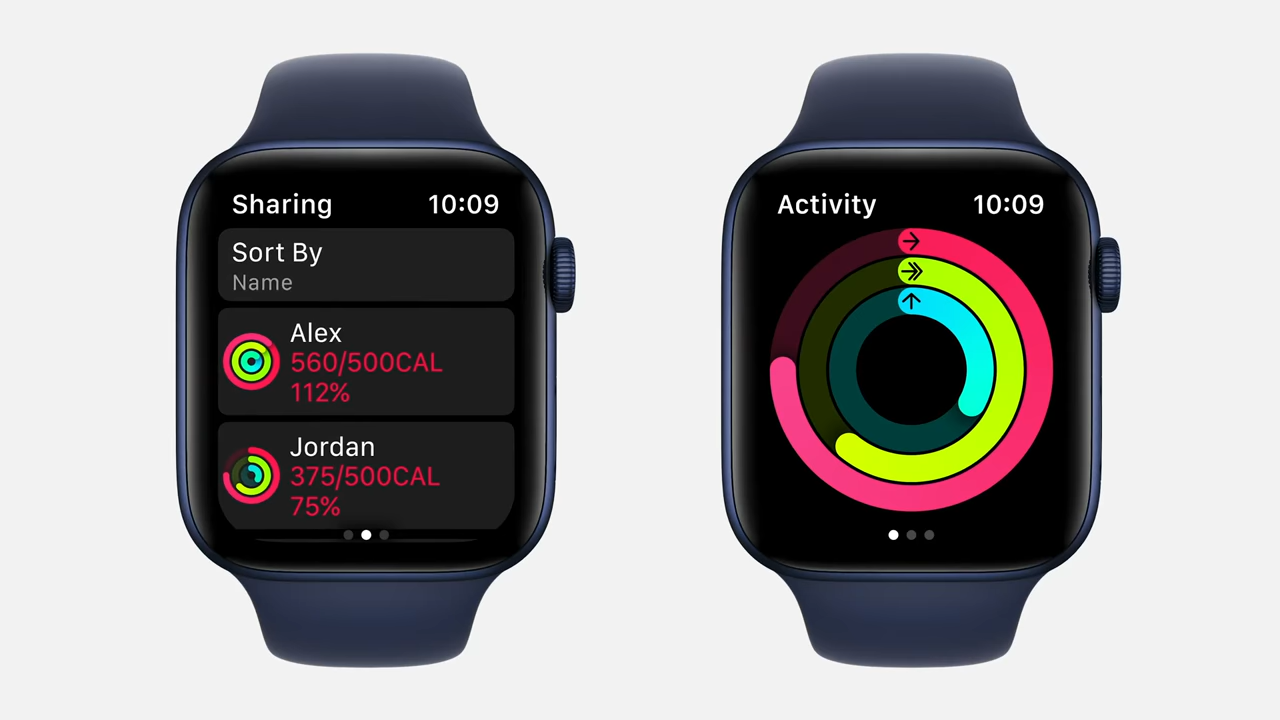 Sharing 10:09
Sort By
Name
Alex
560/500CAL
112%
Jordan
375/500CAL
75%
Activity 10:09